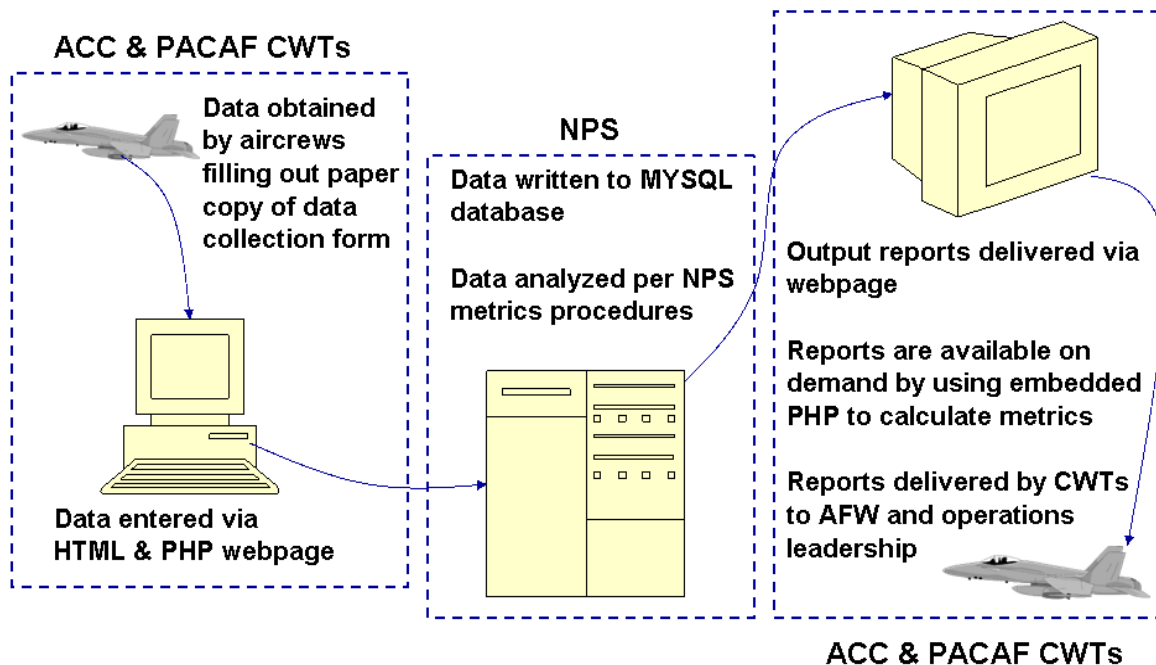 ACC & PACAF CWTs
Data obtained
by aircrews
filling out paper
copy of data
collection form
Data entered via
HTML & PHP webpage
NPS
Data written to MYSQL
database
Data analyzed per NPS
metrics procedures
Output reports delivered via
webpage
Reports are available on
demand by using embedded
PHP to calculate metrics
Reports delivered by CWTs
to AFW and operations
leadership
ACC & PACAF CWTs